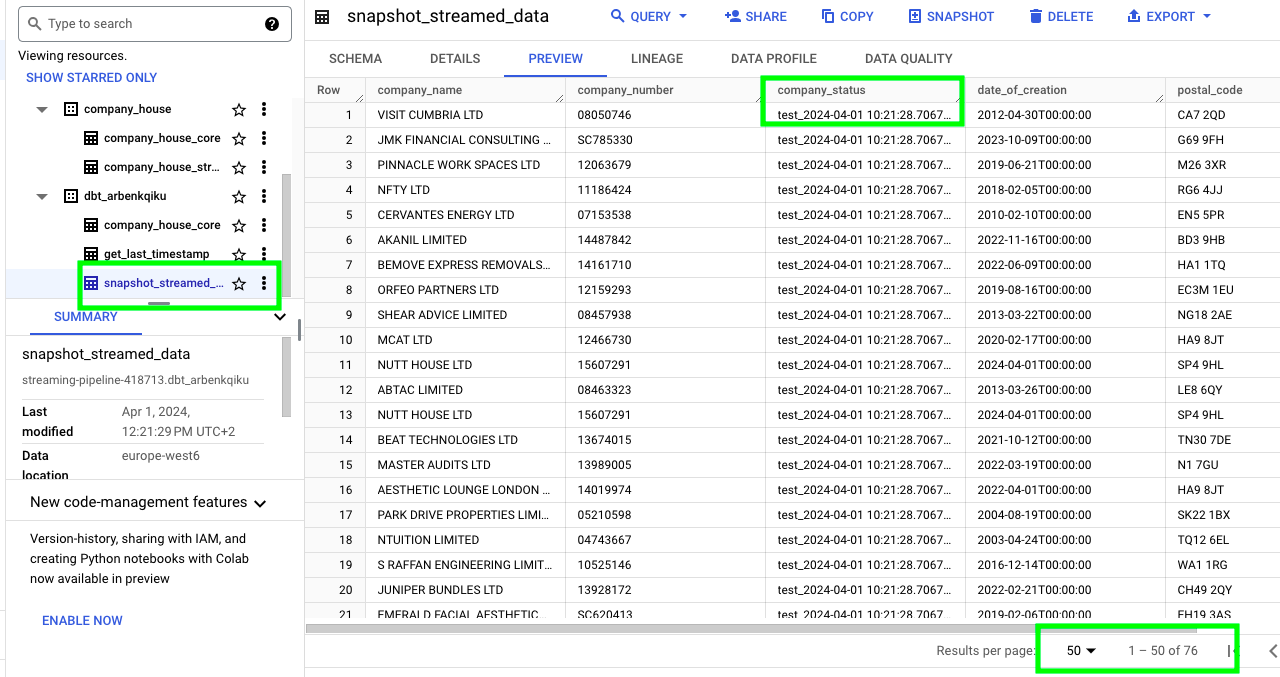 Type to search
Viewing resources.
SHOW STARRED ONLY
company_house
company_house_core
company_house_str...
dbt_arbenkqiku
company_house_core
get_last_timestamp
snapshot_streamed_...
SUMMARY
snapshot_streamed_data
streaming-pipeline-418713.dbt_arbenkqiku
Last modified Apr 1, 2024, 12:21:29 PM UTC+2
Data location europe-west6
New code-management features
Version-history, sharing with IAM, and
creating Python notebooks with Colab
now available in preview
ENABLE NOW
snapshot_streamed_data QUERY SHARE COPY SNAPSHOT DELETE EXPORT
SCHEMA DETAILS PREVIEW LINEAGE DATA PROFILE DATA QUALITY
Row company_name company_number company_status date_of_creation postal_code
1 VISIT CUMBRIA LTD 08050746 test_2024-04-01 10:21:28.7067... 2012-04-30T00:00:00 CA7 2QD
2 JMK FINANCIAL CONSULTING ... SC785330 test_2024-04-01 10:21:28.7067... 2023-10-09T00:00:00 G69 9FH
3 PINNACLE WORK SPACES LTD 12063679 test_2024-04-01 10:21:28.7067... 2019-06-21T00:00:00 M26 3XR
4 NFTY LTD 11186424 test_2024-04-01 10:21:28.7067... 2018-02-05T00:00:00 RG6 4JJ
5 CERVANTES ENERGY LTD 07153538 test_2024-04-01 10:21:28.7067... 2010-02-10T00:00:00 EN5 5PR
6 AKANIL LIMITED 14487842 test_2024-04-01 10:21:28.7067... 2022-11-16T00:00:00 BD3 9HB
7 BEMOVE EXPRESS REMOVALS... 14161710 test_2024-04-01 10:21:28.7067... 2022-06-09T00:00:00 HA1 1TQ
8 ORFEO PARTNERS LTD 12159293 test_2024-04-01 10:21:28.7067... 2019-08-16T00:00:00 EC3M 1EU
9 SHEAR ADVICE LIMITED 08457938 test_2024-04-01 10:21:28.7067... 2013-03-22T00:00:00 NG18 2AE
10 MCAT LTD 12466730 test_2024-04-01 10:21:28.7067... 2020-02-17T00:00:00 HA9 8JT
11 NUTT HOUSE LTD 15607291 test_2024-04-01 10:21:28.7067... 2024-04-01T00:00:00 SP4 9HL
12 ABTAC LIMITED 08463323 test_2024-04-01 10:21:28.7067... 2013-03-26T00:00:00 LE8 6QY
13 NUTT HOUSE LTD 15607291 test_2024-04-01 10:21:28.7067... 2024-04-01T00:00:00 SP4 9HL
14 BEAT TECHNOLOGIES LTD 13674015 test_2024-04-01 10:21:28.7067... 2021-10-12T00:00:00 TN30 7DE
15 MASTER AUDITS LTD 13989005 test_2024-04-01 10:21:28.7067... 2022-03-19T00:00:00 N1 7GU
16 AESTHETIC LOUNGE LONDON ... 14019974 test_2024-04-01 10:21:28.7067... 2022-04-01T00:00:00 HA9 8JT
17 PARK DRIVE PROPERTIES LIMI... 05210598 test_2024-04-01 10:21:28.7067... 2004-08-19T00:00:00 SK22 1BX
18 NTUITION LIMITED 04743667 test_2024-04-01 10:21:28.7067... 2003-04-24T00:00:00 TQ12 6EL
19 S RAFFAN ENGINEERING LIMIT... 10525146 test_2024-04-01 10:21:28.7067... 2016-12-14T00:00:00 WA1 1RG
20 JUNIPER BUNDLES LTD 13928172 test_2024-04-01 10:21:28.7067... 2022-02-21T00:00:00 CH49 2QY
21 EMERALD FACIAL AESTHETIC SC620413 test_2024-04-01 10:21:28.7067... 2019-02-06T00:00:00 EH19 3AS
Results per page: 50 1 – 50 of 76